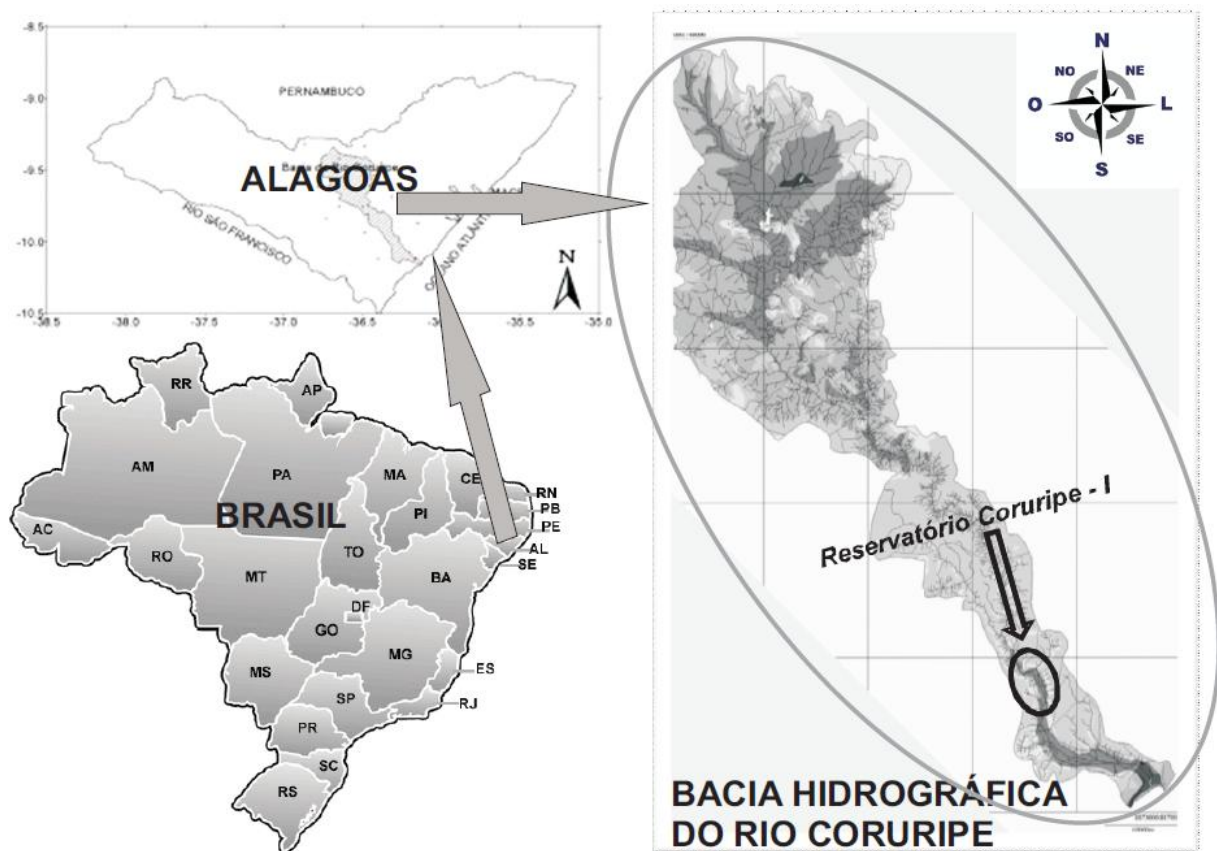 -8.5
-9.0
-9.5
-10.0
-10.5
-38.5
-38.0
-37.5
-36.5
-35.5
-35.0
PERNAMBUCO
ALAGOAS
RIO SÃO FRANCISCO
N
RR
AP
AM
PA
MA
CE
RN
PB
PE
PI
BRASIL
AC
RO
TO
AL
SE
MT
BA
DF
GO
MG
MS
ES
SP
RJ
PR
SC
RS
N
NO
NE
O
L
SO
SE
S
Reservatório Coruripe - I
BACIA HIDROGRÁFICA
DO RIO CORURIPE